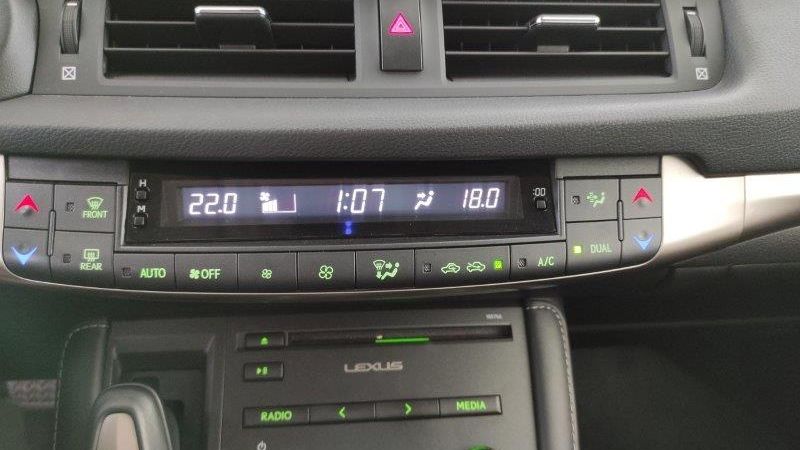 H
M
22.0 1:07 18.0
:00
FRONT
REAR
AUTO OFF A/C DUAL
LEXUS
RADIO MEDIA